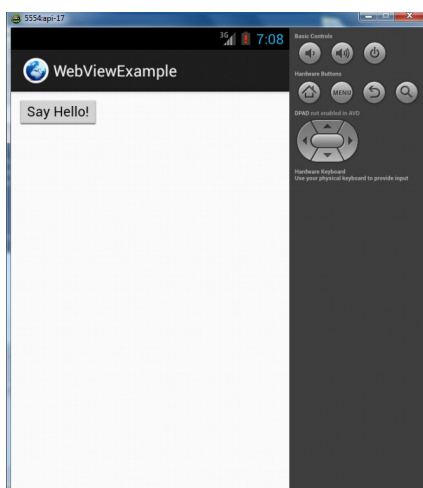 5554:api-17
3G 7:08
WebViewExample
Say Hello!
Basic Controls
Hardware Buttons
MENU
DPAD not enabled in AVD
Hardware Keyboard
Use your physical keyboard to provide input